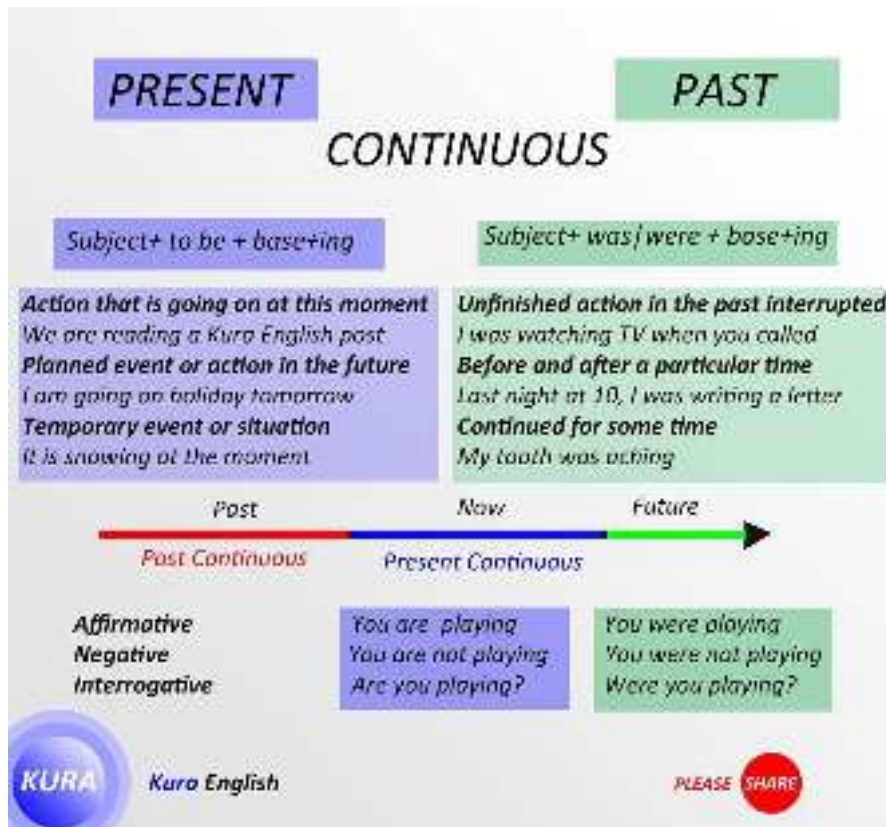 PRESENT
PAST
CONTINUOUS
Subject+ to be + base+ing
Subject+ was/were + base+ing
Action that is going on at this moment
We are reading a Kura English post
Planned event or action in the future
I am going on holiday tomorrow
Temporary event or situation
It is snowing at the moment
Unfinished action in the past interrupted
I was watching TV when you called
Before and after a particular time
Last night at 10, I was writing a letter
Continued for some time
My tooth was aching
Past
Now
Future
Past Continuous
Present Continuous
Affirmative
Negative
Interrogative
You are playing
You are not playing
Are you playing?
You were playing
You were not playing
Were you playing?
KURA
Kura English
PLEASE SHARE